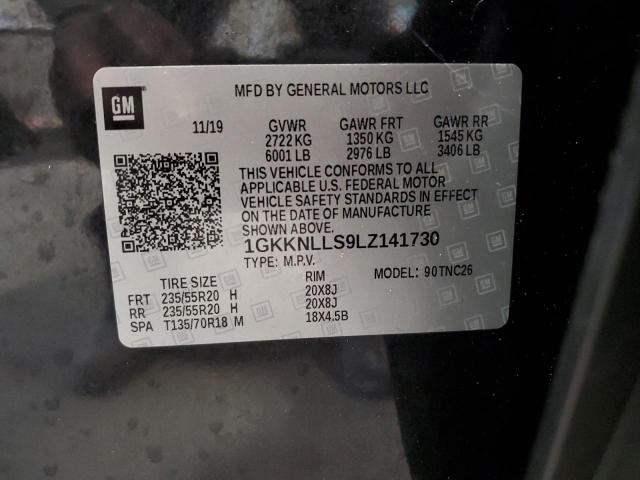 GM
MFD BY GENERAL MOTORS LLC
11/19 GVWR GAWR FRT GAWR RR
2722 KG 1350 KG 1545 KG
6001 LB 2976 LB 3406 LB
THIS VEHICLE CONFORMS TO ALL
APPLICABLE U.S. FEDERAL MOTOR
VEHICLE SAFETY STANDARDS IN EFFECT
ON THE DATE OF MANUFACTURE
SHOWN ABOVE.
1GKKNLLS9LZ141730
TYPE: M.P.V. MODEL: 90TNC26
TIRE SIZE RIM
FRT 235/55R20 H 20X8J
RR 235/55R20 H 20X8J
SPA T135/70R18 M 18X4.5B